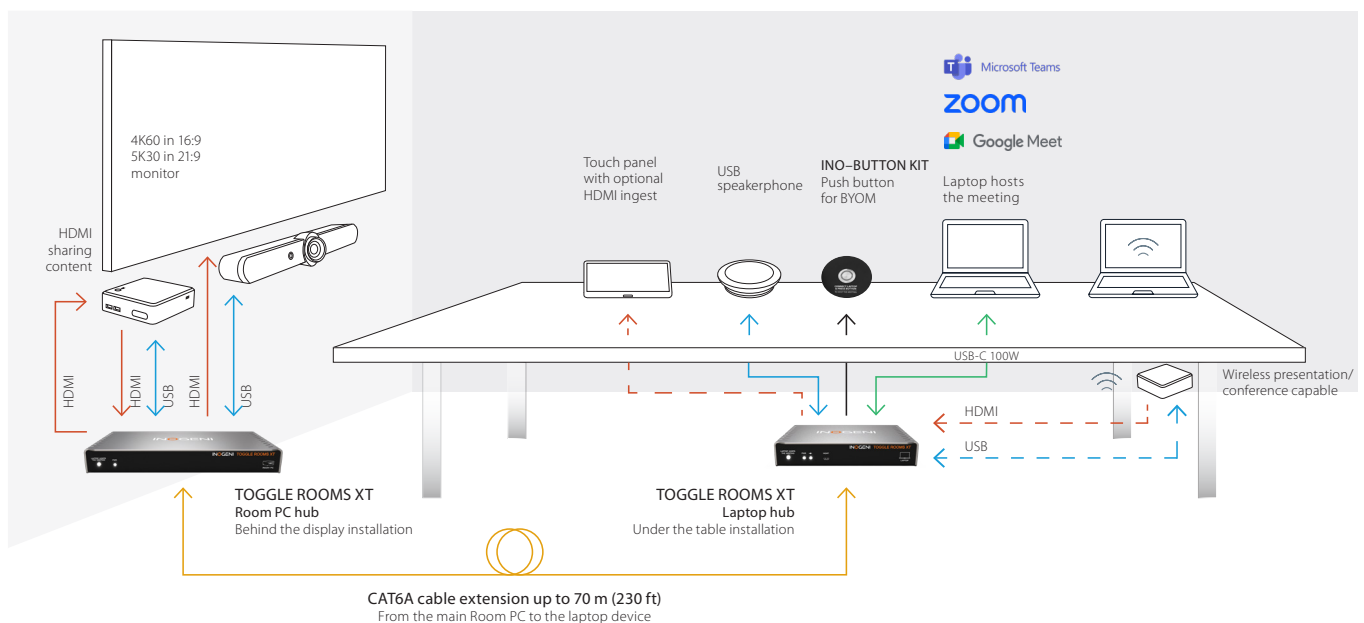 4K60 in 16:9
5K30 in 21:9
monitor
HDMI
sharing
content
HDMI
HDMI
USB
HDMI
USB
Touch panel
with optional
HDMI ingest
USB
speakerphone
INO–BUTTON KIT
Push button
for BYOM
Microsoft Teams
zoom
Google Meet
Laptop hosts
the meeting
USB-C 100W
Wireless presentation/
conference capable
HDMI
USB
INOGENI
INOGENI TOGGLE ROOMS XT
INOGENI
INOGENI TOGGLE ROOMS XT
TOGGLE ROOMS XT
Room PC hub
Behind the display installation
TOGGLE ROOMS XT
Laptop hub
Under the table installation
CAT6A cable extension up to 70 m (230 ft)
From the main Room PC to the laptop device